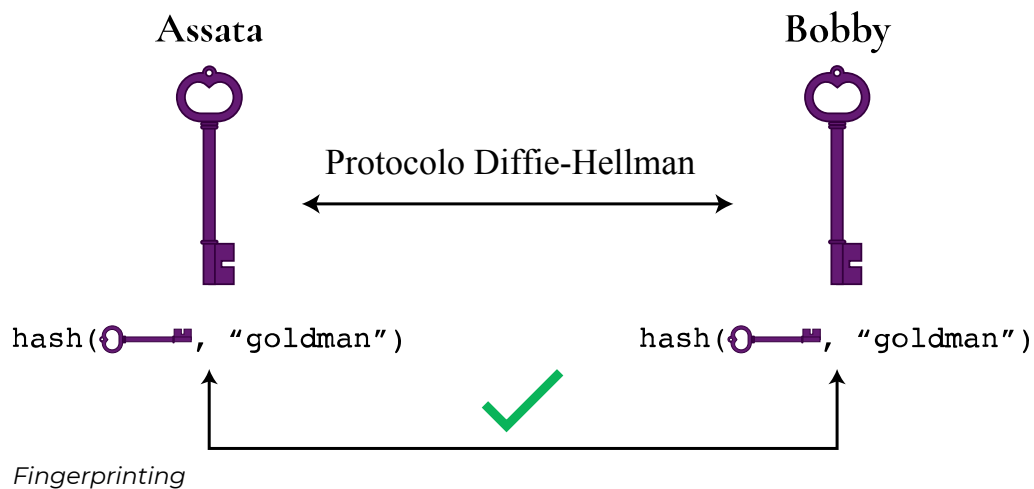 Assata
Bobby
Protocolo Diffie-Hellman
hash( , “goldman”)
hash( , “goldman”)
Fingerprinting